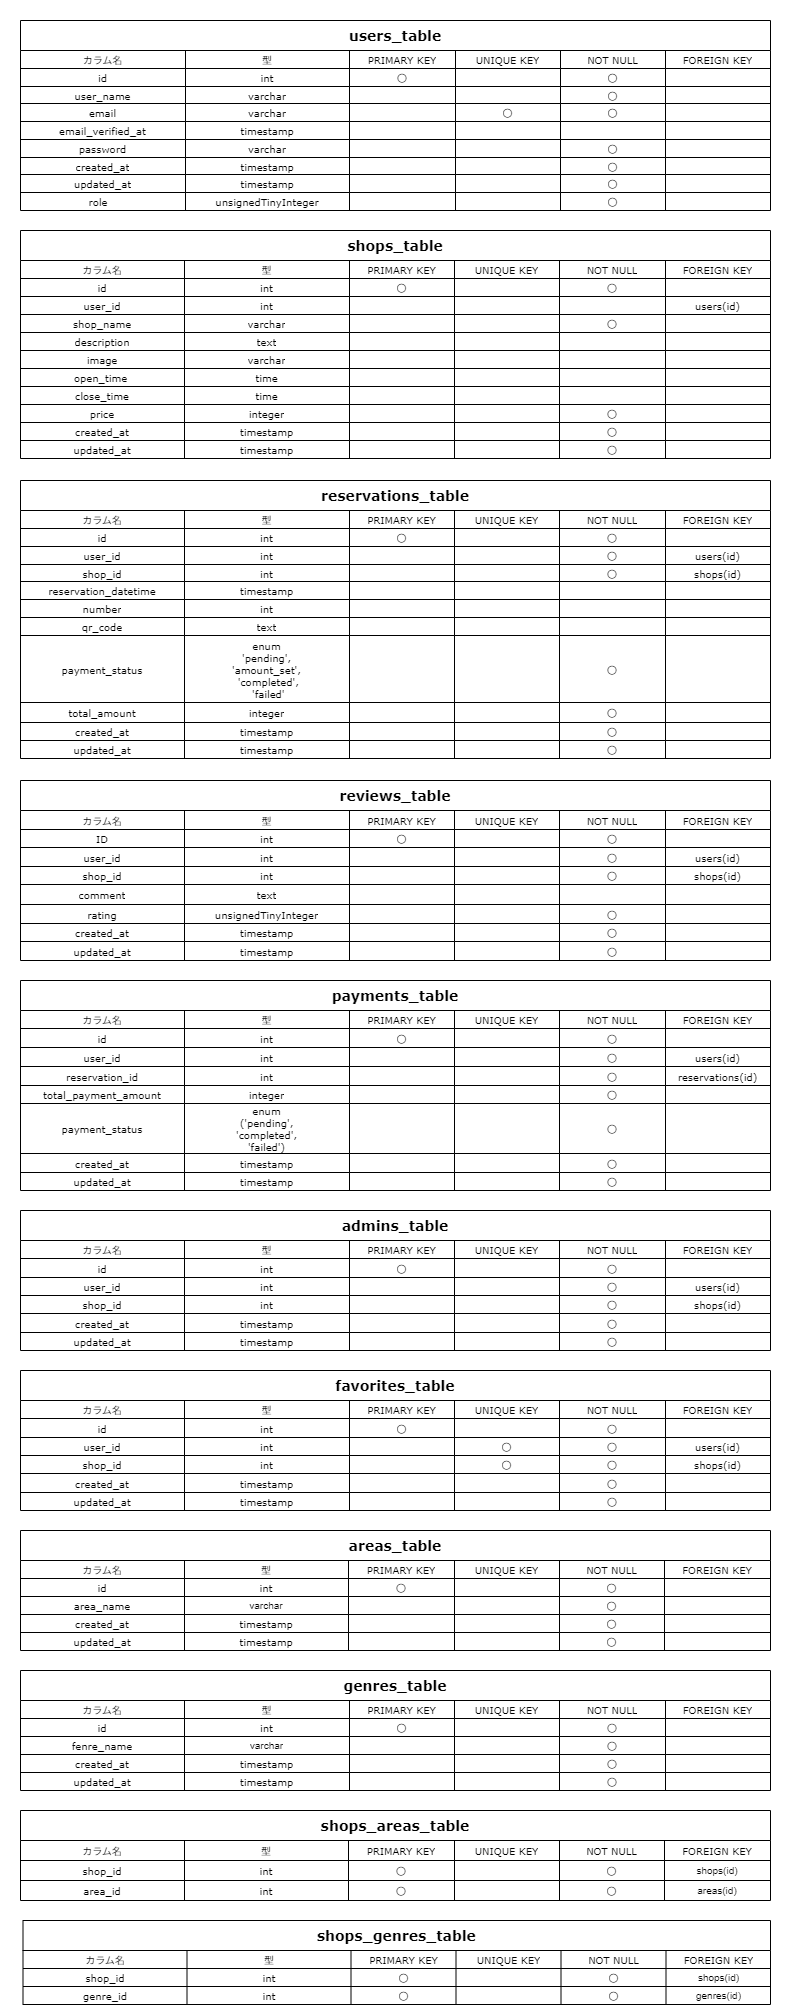 users_table
カラム名 型 PRIMARY KEY UNIQUE KEY NOT NULL FOREIGN KEY
id int ○ ○
user_name varchar ○
email varchar ○ ○
email_verified_at timestamp
password varchar ○
created_at timestamp ○
updated_at timestamp ○
role unsignedTinyInteger ○
shops_table
カラム名 型 PRIMARY KEY UNIQUE KEY NOT NULL FOREIGN KEY
id int ○ ○
user_id int users(id)
shop_name varchar ○
description text
image varchar
open_time time
close_time time
price integer ○
created_at timestamp ○
updated_at timestamp ○
reservations_table
カラム名 型 PRIMARY KEY UNIQUE KEY NOT NULL FOREIGN KEY
id int ○ ○
user_id int ○ users(id)
shop_id int ○ shops(id)
reservation_datetime timestamp
number int
qr_code text
enum
'pending',
payment_status 'amount_set', ○
'completed',
'failed'
total_amount integer ○
created_at timestamp ○
updated_at timestamp ○
reviews_table
カラム名 型 PRIMARY KEY UNIQUE KEY NOT NULL FOREIGN KEY
ID int ○ ○
user_id int ○ users(id)
shop_id int ○ shops(id)
comment text
rating unsignedTinyInteger ○
created_at timestamp ○
updated_at timestamp ○
payments_table
カラム名 型 PRIMARY KEY UNIQUE KEY NOT NULL FOREIGN KEY
id int ○ ○
user_id int ○ users(id)
reservation_id int ○ reservations(id)
total_payment_amount integer ○
enum
('pending',
payment_status 'completed', ○
'failed')
created_at timestamp ○
updated_at timestamp ○
admins_table
カラム名 型 PRIMARY KEY UNIQUE KEY NOT NULL FOREIGN KEY
id int ○ ○
user_id int ○ users(id)
shop_id int ○ shops(id)
created_at timestamp ○
updated_at timestamp ○
favorites_table
カラム名 型 PRIMARY KEY UNIQUE KEY NOT NULL FOREIGN KEY
id int ○ ○
user_id int ○ ○ users(id)
shop_id int ○ ○ shops(id)
created_at timestamp ○
updated_at timestamp ○
areas_table
カラム名 型 PRIMARY KEY UNIQUE KEY NOT NULL FOREIGN KEY
id int ○ ○
area_name varchar ○
created_at timestamp ○
updated_at timestamp ○
genres_table
カラム名 型 PRIMARY KEY UNIQUE KEY NOT NULL FOREIGN KEY
id int ○ ○
fenre_name varchar ○
created_at timestamp ○
updated_at timestamp ○
shops_areas_table
カラム名 型 PRIMARY KEY UNIQUE KEY NOT NULL FOREIGN KEY
shop_id int ○ ○ shops(id)
area_id int ○ ○ areas(id)
shops_genres_table
カラム名 型 PRIMARY KEY UNIQUE KEY NOT NULL FOREIGN KEY
shop_id int ○ ○ shops(id)
genre_id int ○ ○ genres(id)